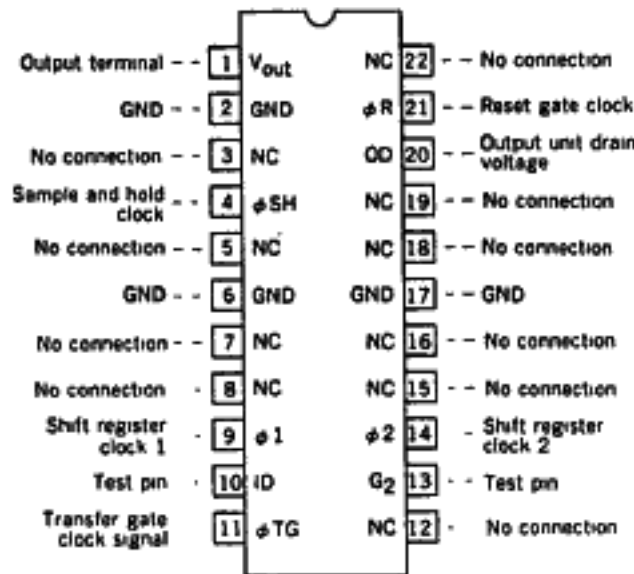 Output terminal 1 Vout NC 22 No connection
GND 2 GND φR 21 Reset gate clock
No connection 3 NC OD 20 Output unit drain voltage
Sample and hold clock 4 φSH NC 19 No connection
No connection 5 NC NC 18 No connection
GND 6 GND GND 17 GND
No connection 7 NC NC 16 No connection
No connection 8 NC NC 15 No connection
Shift register clock 1 9 φ1 φ2 14 Shift register clock 2
Test pin 10 ID G2 13 Test pin
Transfer gate clock signal 11 φTG NC 12 No connection